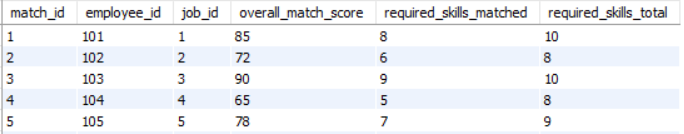 match_id employee_id job_id overall_match_score required_skills_matched required_skills_total
1 101 1 85 8 10
2 102 2 72 6 8
3 103 3 90 9 10
4 104 4 65 5 8
5 105 5 78 7 9